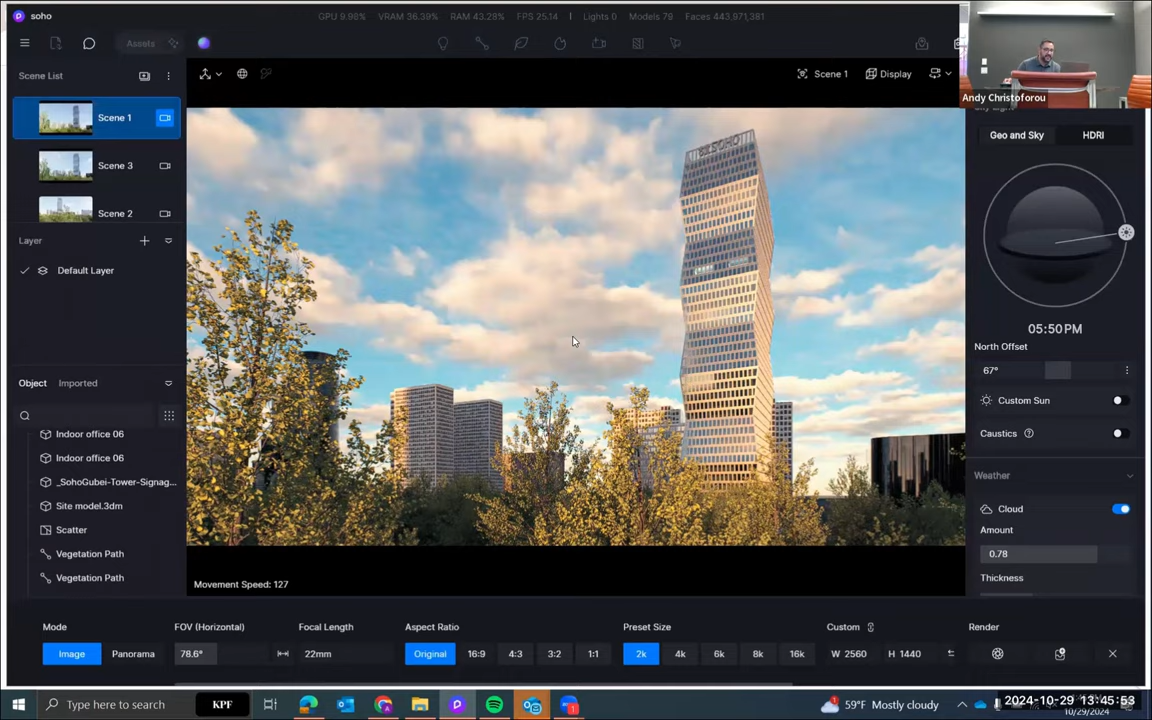 soho
GPU 9.98% VRAM 36.39% RAM 43.28% FPS 25.14 Lights 0 Models 79 Faces 443,971,381
Assets
Andy Christoforou
Scene List
Scene 1
Display
Scene 1
Scene 3
Scene 2
Geo and Sky
HDRI
05:50 PM
North Offset
67°
Custom Sun
Caustics
Weather
Cloud
Amount
0.78
Thickness
Layer
Default Layer
Object
Imported
Indoor office 06
Indoor office 06
_SohoGubei-Tower-Signag...
Site model.3dm
Scatter
Vegetation Path
Vegetation Path
Movement Speed: 127
Mode
FOV (Horizontal)
Focal Length
Aspect Ratio
Preset Size
Custom
Render
Image
Panorama
78.6°
22mm
Original
16:9
4:3
3:2
1:1
2k
4k
6k
8k
16k
W 2560
H 1440
Type here to search
KPF
59°F Mostly cloudy
2024-10-29 13:45:53
10/29/2024